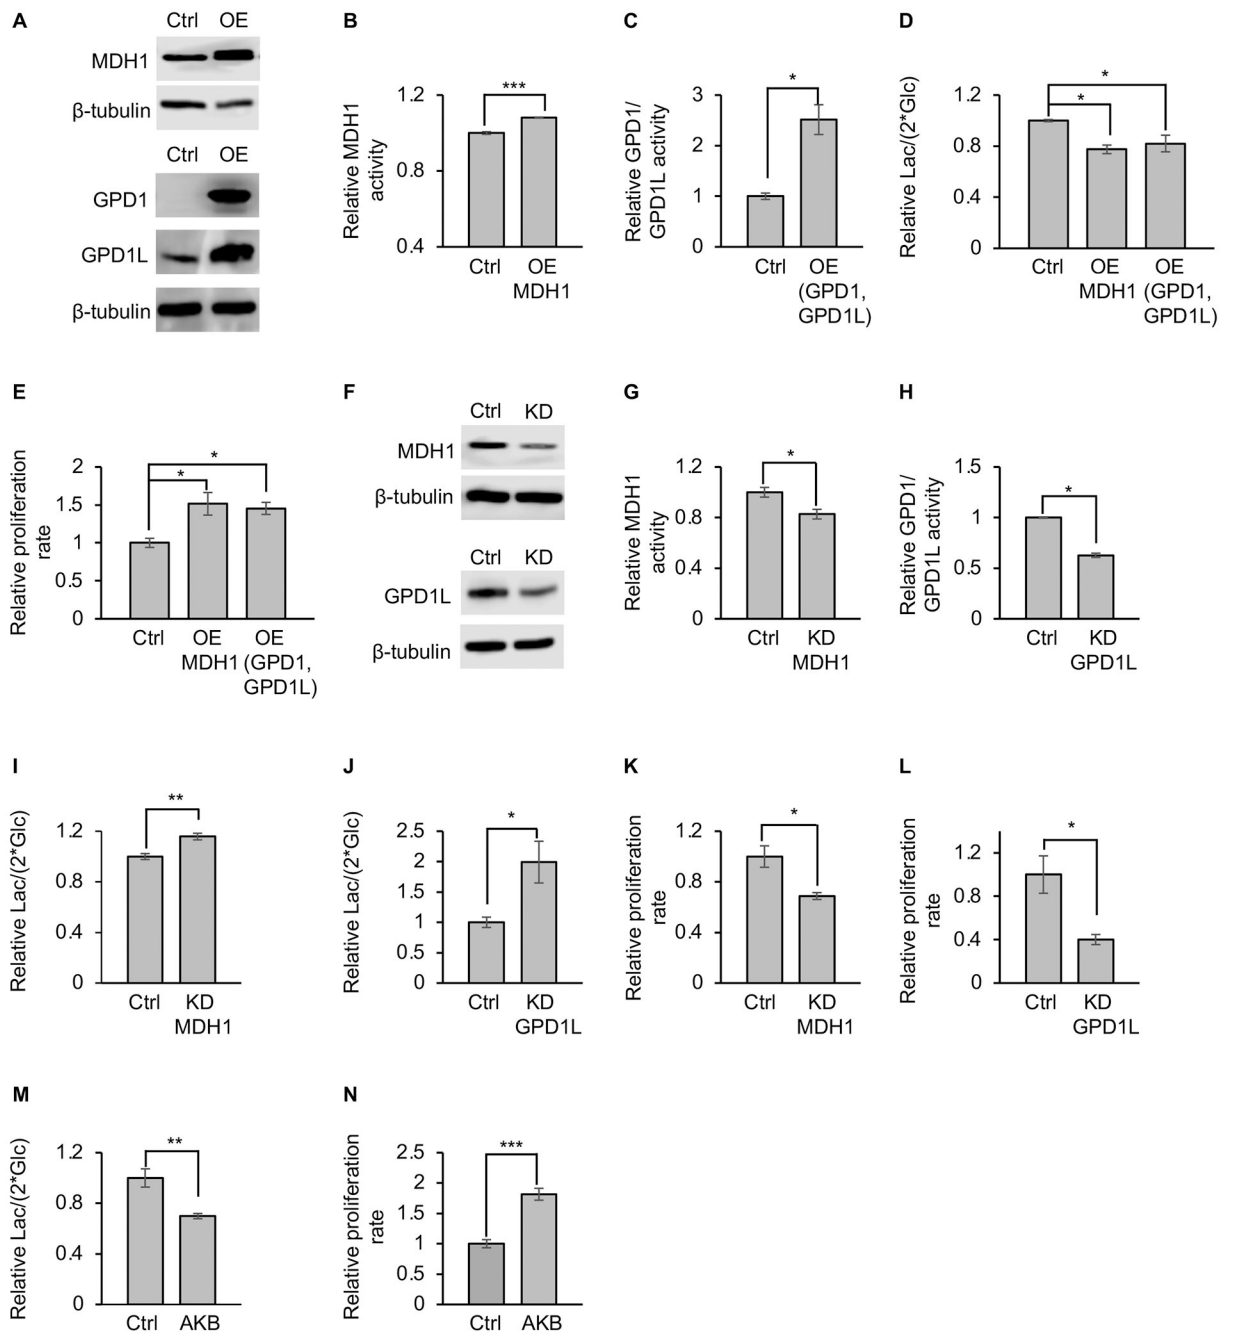 A
Ctrl OE
MDH1
β-tubulin
Ctrl OE
GPD1
GPD1L
β-tubulin
B
Relative MDH1
activity
1.2
0.8
0.4
***
Ctrl OE
MDH1
C
Relative GPD1/
GPD1L activity
3
2
1
0
*
Ctrl OE
(GPD1,
GPD1L)
D
Relative Lac/(2*Glc)
1.2
0.8
0.4
0
*
*
Ctrl OE OE
MDH1 (GPD1,
GPD1L)
E
Relative proliferation
rate
2
1.5
1
0.5
0
*
*
Ctrl OE OE
MDH1 (GPD1,
GPD1L)
F
Ctrl KD
MDH1
β-tubulin
Ctrl KD
GPD1L
β-tubulin
G
Relative MDH1
activity
1.2
0.8
0.4
0
*
Ctrl KD
MDH1
H
Relative GPD1/
GPD1L activity
1.5
1
0.5
0
*
Ctrl KD
GPD1L
I
Relative Lac/(2*Glc)
1.2
0.8
0.4
0
**
Ctrl KD
MDH1
J
Relative Lac/(2*Glc)
2.5
2
1.5
1
0.5
0
*
Ctrl KD
GPD1L
K
Relative proliferation
rate
1.2
0.8
0.4
0
*
Ctrl KD
MDH1
L
Relative proliferation
rate
1.2
0.8
0.4
0
*
Ctrl KD
GPD1L
M
Relative Lac/(2*Glc)
1.2
0.8
0.4
0
**
Ctrl AKB
N
Relative proliferation
rate
2.5
2
1.5
1
0.5
0
***
Ctrl AKB